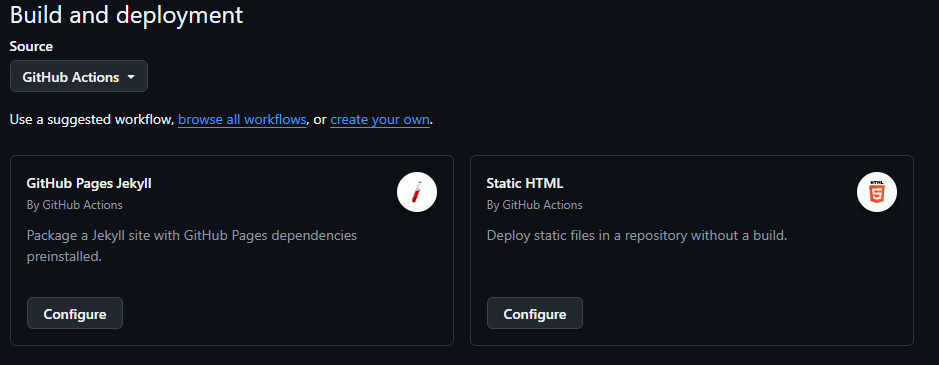 Build and deployment
Source
GitHub Actions
Use a suggested workflow, browse all workflows, or create your own.
GitHub Pages Jekyll
By GitHub Actions
Package a Jekyll site with GitHub Pages dependencies
preinstalled.
Configure
Static HTML
By GitHub Actions
Deploy static files in a repository without a build.
Configure
HTML
5